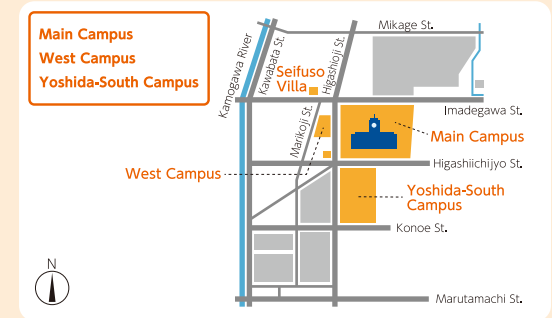 Main Campus
West Campus
Yoshida-South Campus
Mikage St.
Kamogawa River
Kawabata St.
Higashioji St.
Seifuso
Villa
Marikoji St.
Imadegawa St.
Main Campus
Higashiichijyo St.
West Campus
Yoshida-South
Campus
Konoe St.
N
Marutamachi St.